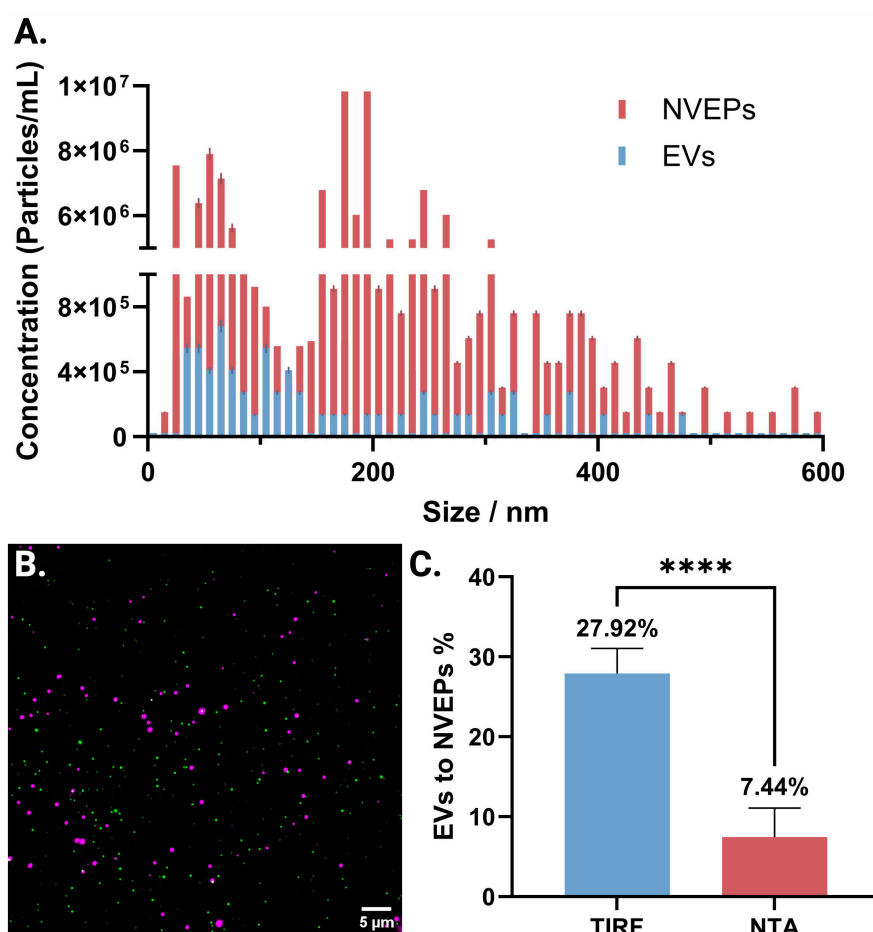 A.
Concentration (Particles/mL)
1×10⁷
8×10⁶
6×10⁶
8×10⁵
4×10⁵
0
NVEPs
EVs
0 200 400 600
Size / nm
B.
5 µm
C.
EVs to NVEPs %
40
30
20
10
0
****
27.92%
7.44%
TIRF NTA